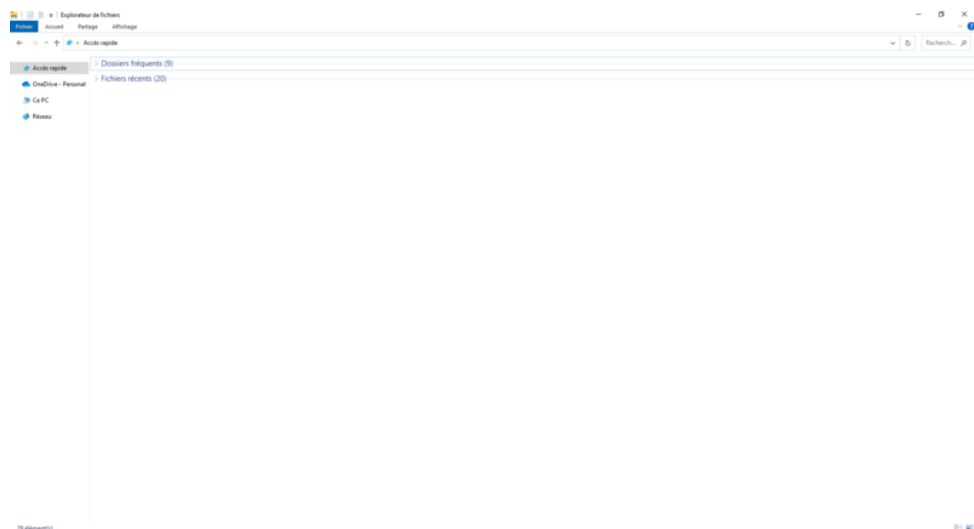 Explorateur de fichiers
Fichier Accueil Partage Affichage
Accès rapide Recherch...
Accès rapide
OneDrive - Personal
Ce PC
Réseau
Dossiers fréquents (9)
Fichiers récents (20)
élément(s)